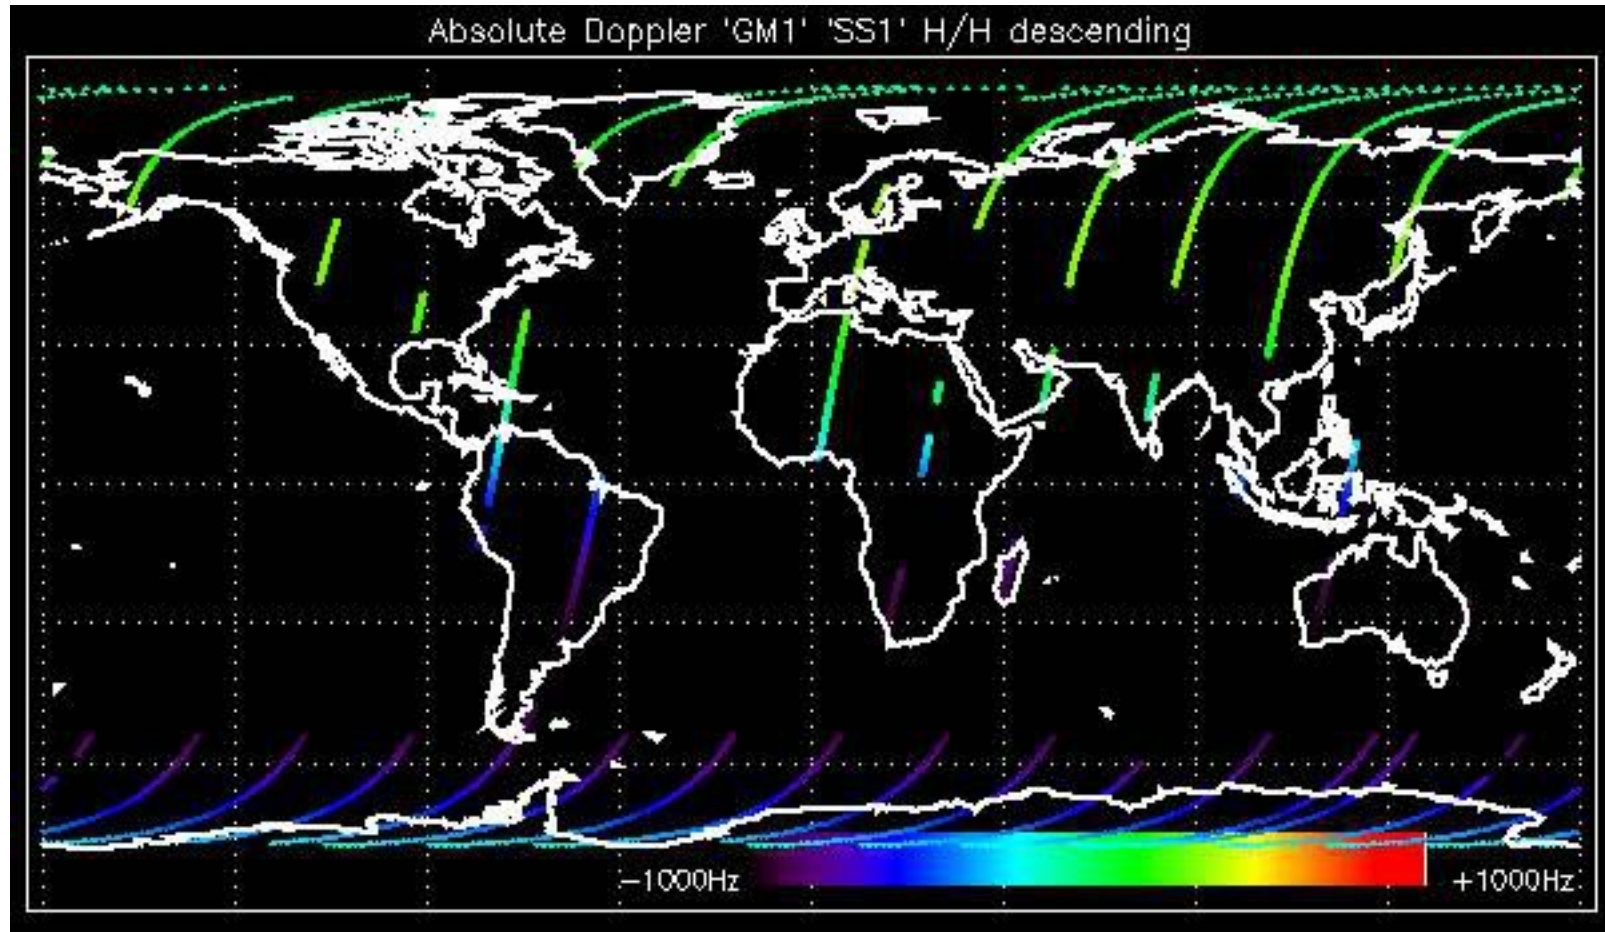 Absolute Doppler 'GM1' 'SS1' H/H descending
−1000Hz
+1000Hz